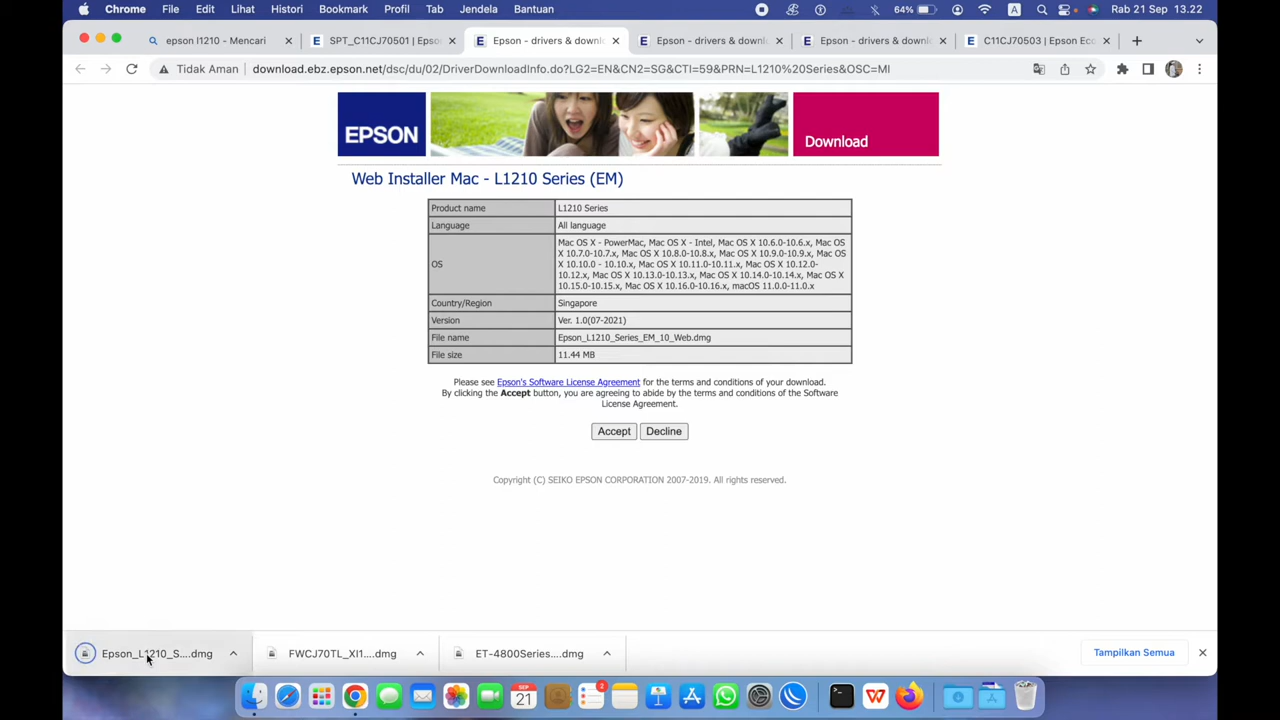 Chrome File Edit Lihat Histori Bookmark Profil Tab Jendela Bantuan 64% A Rab 21 Sep 13.22
epson l1210 - Mencari SPT_C11CJ70501 | Epson Epson - drivers & downl Epson - drivers & downl Epson - drivers & downl C11CJ70503 | Epson Ec
Tidak Aman download.ebz.epson.net/dsc/du/02/DriverDownloadInfo.do?LG2=EN&CN2=SG&CTI=59&PRN=L1210%20Series&OSC=MI
EPSON Download
Web Installer Mac - L1210 Series (EM)
Product name L1210 Series
Language All language
OS Mac OS X - PowerMac, Mac OS X - Intel, Mac OS X 10.6.0-10.6.x, Mac OS
X 10.7.0-10.7.x, Mac OS X 10.8.0-10.8.x, Mac OS X 10.9.0-10.9.x, Mac OS
X 10.10.0 - 10.10.x, Mac OS X 10.11.0-10.11.x, Mac OS X 10.12.0-
10.12.x, Mac OS X 10.13.0-10.13.x, Mac OS X 10.14.0-10.14.x, Mac OS X
10.15.0-10.15.x, Mac OS X 10.16.0-10.16.x, macOS 11.0.0-11.0.x
Country/Region Singapore
Version Ver. 1.0(07-2021)
File name Epson_L1210_Series_EM_10_Web.dmg
File size 11.44 MB
Please see Epson's Software License Agreement for the terms and conditions of your download.
By clicking the Accept button, you are agreeing to abide by the terms and conditions of the Software
License Agreement.
Accept Decline
Copyright (C) SEIKO EPSON CORPORATION 2007-2019. All rights reserved.
Epson_L1210_S....dmg FWCJ70TL_XI1....dmg ET-4800Series....dmg Tampilkan Semua
SEP 21 2